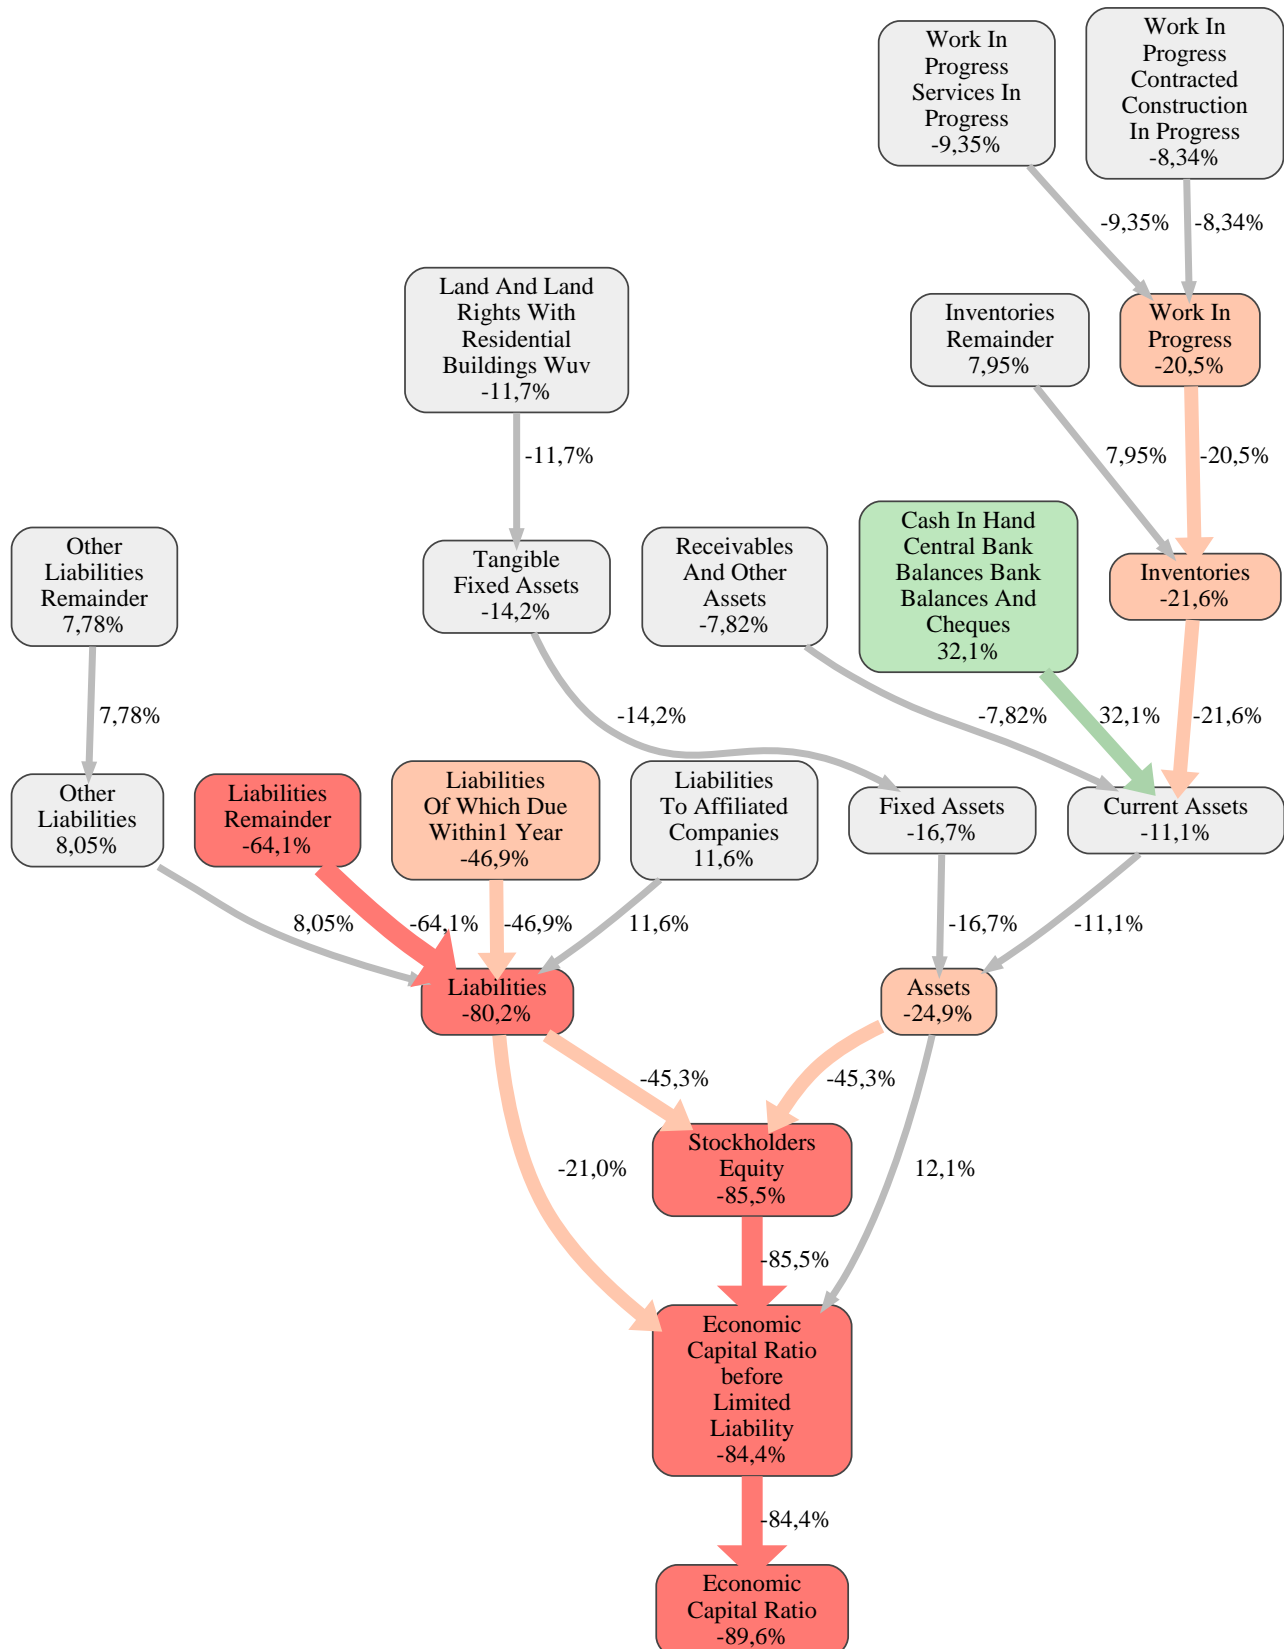 Work In
Progress
Services In
Progress
-9,35%
Work In
Progress
Contracted
Construction
In Progress
-8,34%
-9,35%
-8,34%
Land And Land
Rights With
Residential
Buildings Wuv
-11,7%
Inventories
Remainder
7,95%
Work In
Progress
-20,5%
-11,7%
7,95%
-20,5%
Other
Liabilities
Remainder
7,78%
Tangible
Fixed Assets
-14,2%
Receivables
And Other
Assets
-7,82%
Cash In Hand
Central Bank
Balances Bank
Balances And
Cheques
32,1%
Inventories
-21,6%
7,78%
-14,2%
-7,82%
32,1%
-21,6%
Other
Liabilities
8,05%
Liabilities
Remainder
-64,1%
Liabilities
Of Which Due
Within1 Year
-46,9%
Liabilities
To Affiliated
Companies
11,6%
Fixed Assets
-16,7%
Current Assets
-11,1%
8,05%
-64,1%
-46,9%
11,6%
-16,7%
-11,1%
Liabilities
-80,2%
Assets
-24,9%
-45,3%
-45,3%
-21,0%
Stockholders
Equity
-85,5%
12,1%
-85,5%
Economic
Capital Ratio
before
Limited
Liability
-84,4%
-84,4%
Economic
Capital Ratio
-89,6%